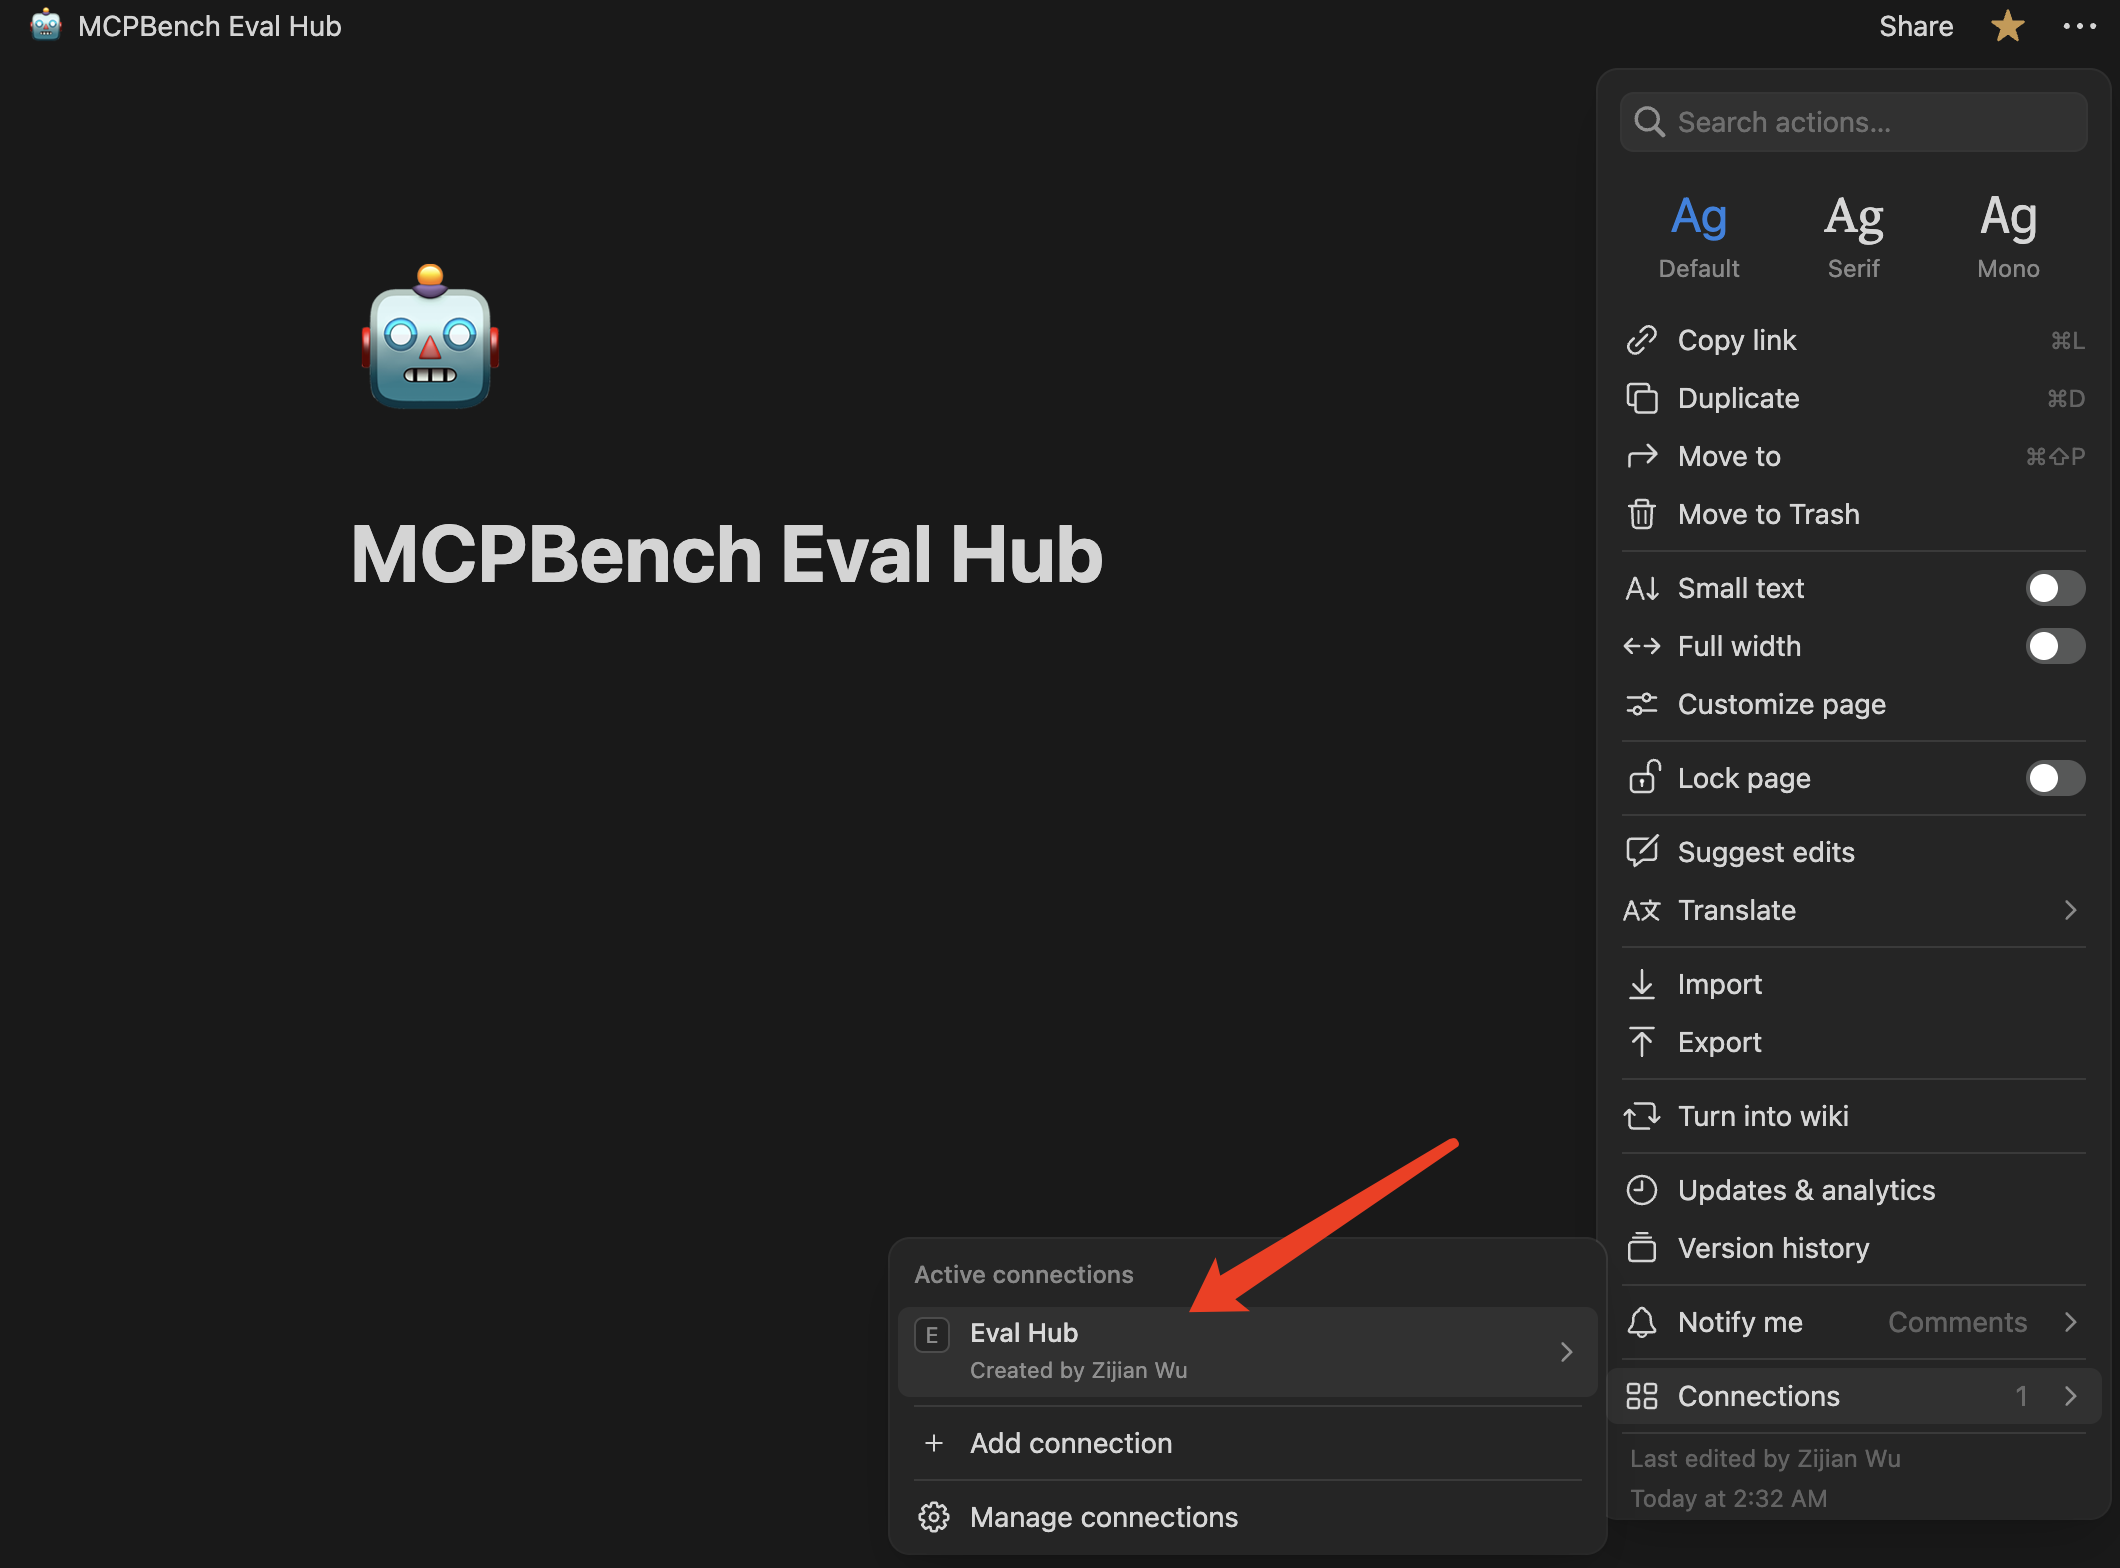 MCPBench Eval Hub
Share
Search actions...
Ag Ag Ag
Default Serif Mono
Copy link ⌘L
Duplicate ⌘D
Move to ⌘⇧P
Move to Trash
MCPBench Eval Hub
Small text
Full width
Customize page
Lock page
Suggest edits
Translate
Import
Export
Turn into wiki
Updates & analytics
Version history
Notify me Comments
Connections 1
Last edited by Zijian Wu
Today at 2:32 AM
Active connections
E Eval Hub
Created by Zijian Wu
+ Add connection
Manage connections